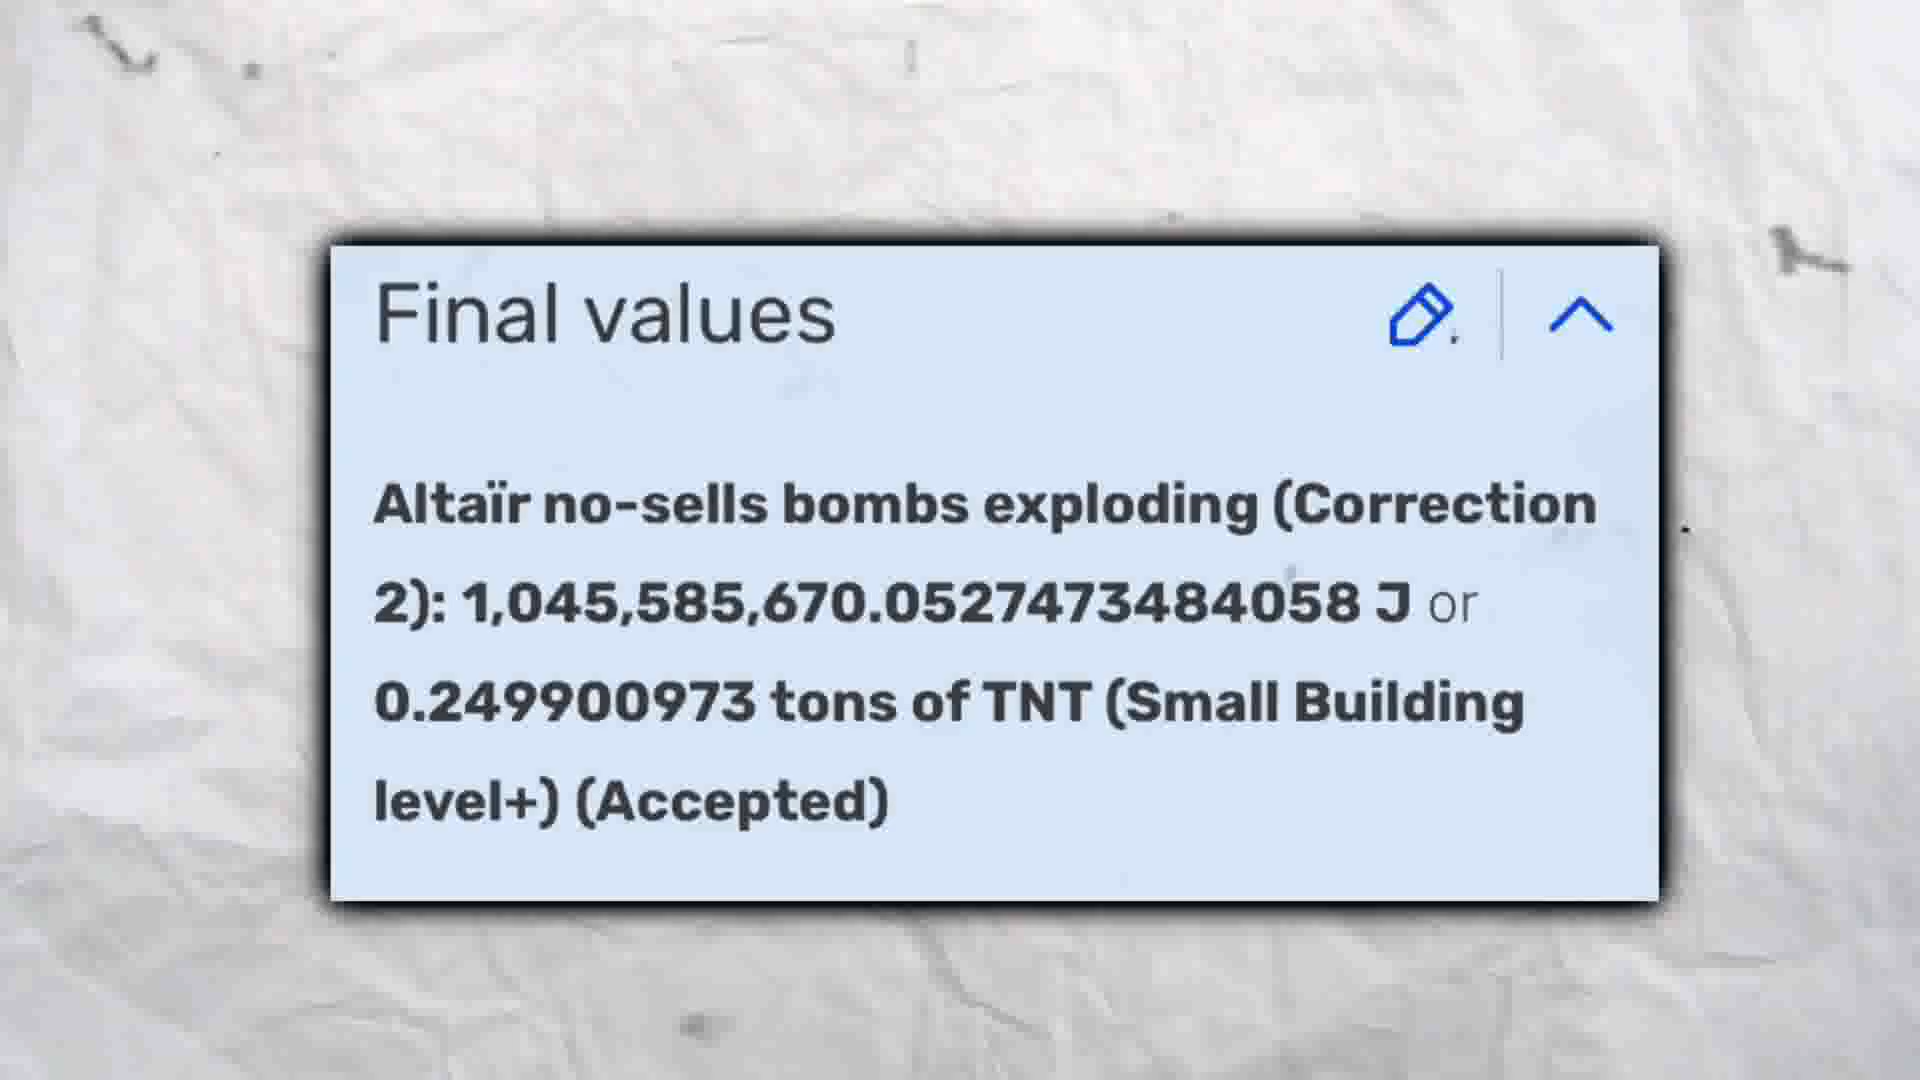 Final values
Altaïr no-sells bombs exploding (Correction
2): 1,045,585,670.0527473484058 J or
0.249900973 tons of TNT (Small Building
level+) (Accepted)